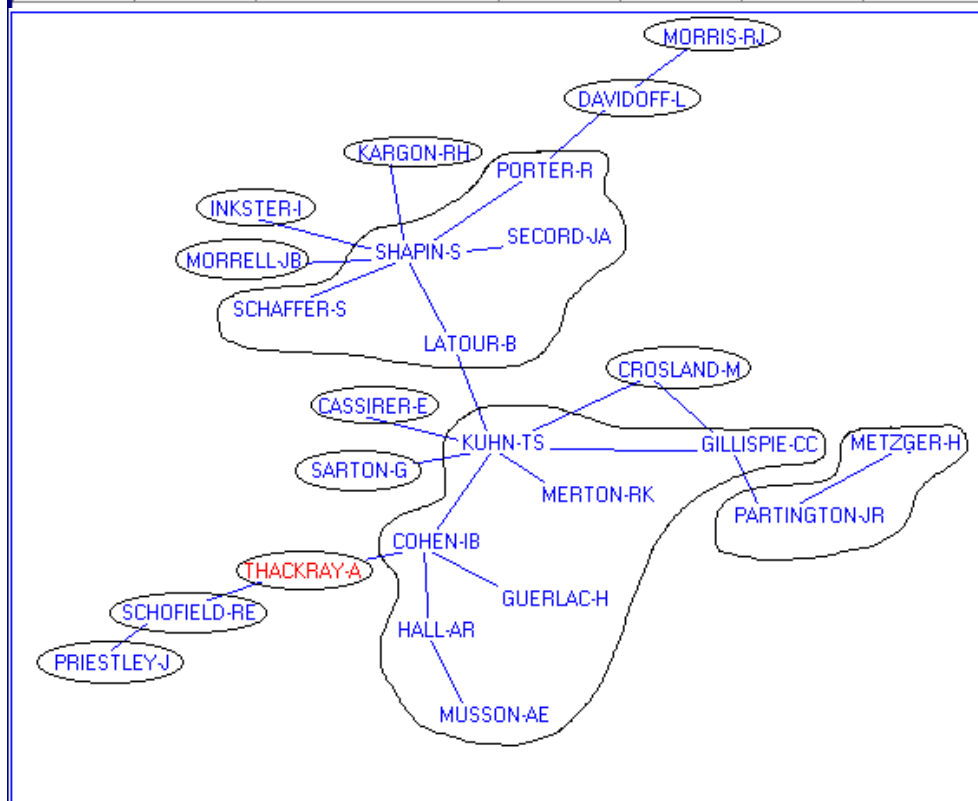 MORRIS-RJ
DAVIDOFF-L
KARGON-RH
PORTER-R
INKSTER-I
SECORD-JA
SHAPIN-S
MORRELL-JB
SCHAFFER-S
LATOUR-B
CROSLAND-M
CASSIRER-E
KUHN-TS
GILLISPIE-CC
METZGER-H
SARTON-G
MERTON-RK
PARTINGTON-JR
COHEN-IB
THACKRAY-A
GUERLAC-H
SCHOFIELD-RE
HALL-AR
PRIESTLEY-J
MUSSON-AE